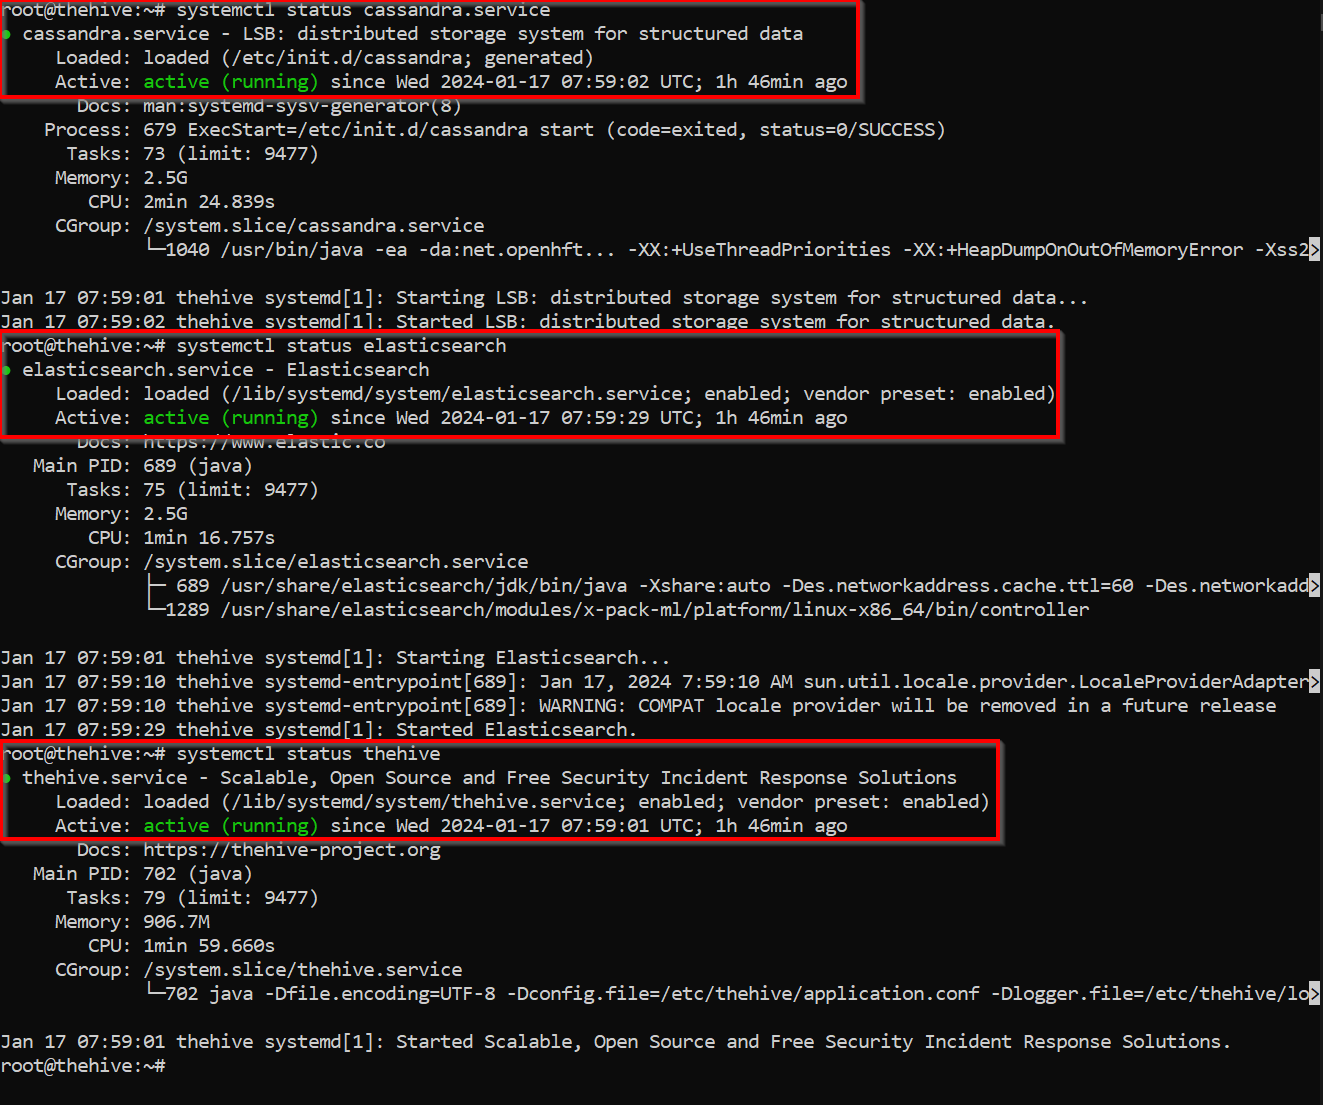 root@thehive:~# systemctl status cassandra.service
● cassandra.service - LSB: distributed storage system for structured data
     Loaded: loaded (/etc/init.d/cassandra; generated)
     Active: active (running) since Wed 2024-01-17 07:59:02 UTC; 1h 46min ago
       Docs: man:systemd-sysv-generator(8)
    Process: 679 ExecStart=/etc/init.d/cassandra start (code=exited, status=0/SUCCESS)
      Tasks: 73 (limit: 9477)
     Memory: 2.5G
        CPU: 2min 24.839s
     CGroup: /system.slice/cassandra.service
             └─1040 /usr/bin/java -ea -da:net.openhft... -XX:+UseThreadPriorities -XX:+HeapDumpOnOutOfMemoryError -Xss2>

Jan 17 07:59:01 thehive systemd[1]: Starting LSB: distributed storage system for structured data...
Jan 17 07:59:02 thehive systemd[1]: Started LSB: distributed storage system for structured data.
root@thehive:~# systemctl status elasticsearch
● elasticsearch.service - Elasticsearch
     Loaded: loaded (/lib/systemd/system/elasticsearch.service; enabled; vendor preset: enabled)
     Active: active (running) since Wed 2024-01-17 07:59:29 UTC; 1h 46min ago
       Docs: https://www.elastic.co
   Main PID: 689 (java)
      Tasks: 75 (limit: 9477)
     Memory: 2.5G
        CPU: 1min 16.757s
     CGroup: /system.slice/elasticsearch.service
             ├─ 689 /usr/share/elasticsearch/jdk/bin/java -Xshare:auto -Des.networkaddress.cache.ttl=60 -Des.networkadd>
             └─1289 /usr/share/elasticsearch/modules/x-pack-ml/platform/linux-x86_64/bin/controller

Jan 17 07:59:01 thehive systemd[1]: Starting Elasticsearch...
Jan 17 07:59:10 thehive systemd-entrypoint[689]: Jan 17, 2024 7:59:10 AM sun.util.locale.provider.LocaleProviderAdapter>
Jan 17 07:59:10 thehive systemd-entrypoint[689]: WARNING: COMPAT locale provider will be removed in a future release
Jan 17 07:59:29 thehive systemd[1]: Started Elasticsearch.
root@thehive:~# systemctl status thehive
● thehive.service - Scalable, Open Source and Free Security Incident Response Solutions
     Loaded: loaded (/lib/systemd/system/thehive.service; enabled; vendor preset: enabled)
     Active: active (running) since Wed 2024-01-17 07:59:01 UTC; 1h 46min ago
       Docs: https://thehive-project.org
   Main PID: 702 (java)
      Tasks: 79 (limit: 9477)
     Memory: 906.7M
        CPU: 1min 59.660s
     CGroup: /system.slice/thehive.service
             └─702 java -Dfile.encoding=UTF-8 -Dconfig.file=/etc/thehive/application.conf -Dlogger.file=/etc/thehive/lo>

Jan 17 07:59:01 thehive systemd[1]: Started Scalable, Open Source and Free Security Incident Response Solutions.
root@thehive:~#